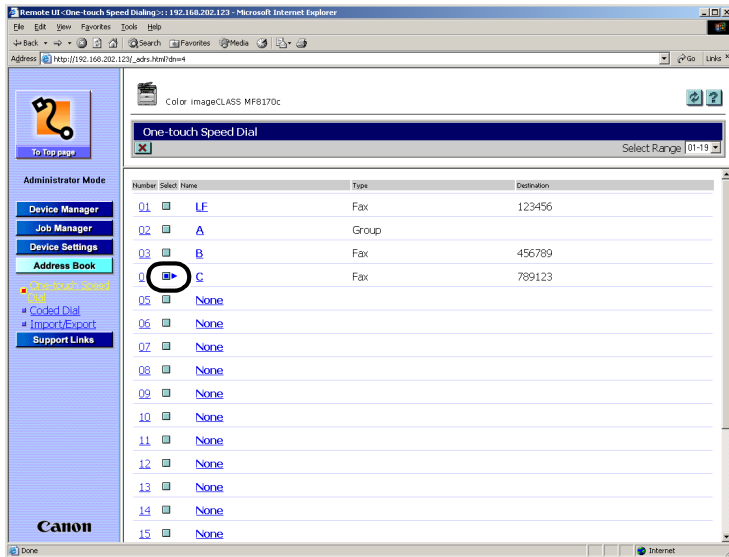 Remote UI <One-touch Speed Dialing> : : 192.168.202.123 - Microsoft Internet Explorer
File Edit View Favorites Tools Help
Back Search Favorites Media
Address http://192.168.202.123/_adrs.html?dn=4 Go Links »
To Top page
Color imageCLASS MF8170c
One-touch Speed Dial
Select Range 01-19
Administrator Mode
Device Manager
Job Manager
Device Settings
Address Book
One-touch Speed
Dial
Coded Dial
Import/Export
Support Links
Canon
Number Select Name Type Destination
01 LF Fax 123456
02 A Group
03 B Fax 456789
0 C Fax 789123
05 None
06 None
07 None
08 None
09 None
10 None
11 None
12 None
13 None
14 None
15 None
Done Internet